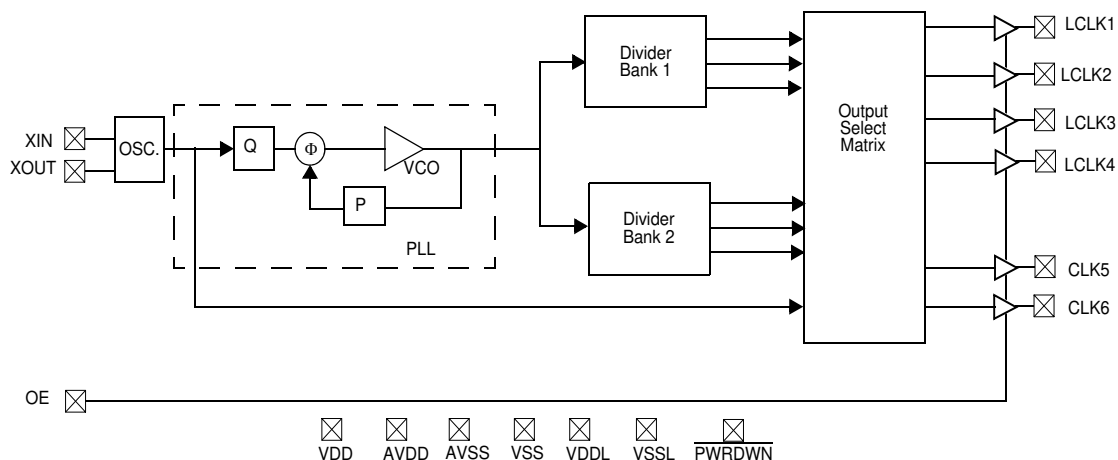 LCLK1
Divider
Bank 1
LCLK2
Output
Select
Matrix
LCLK3
XIN
OSC.
Q
Φ
XOUT
VCO
LCLK4
P
Divider
Bank 2
PLL
CLK5
CLK6
OE
VDD AVDD AVSS VSS VDDL VSSL PWRDWN